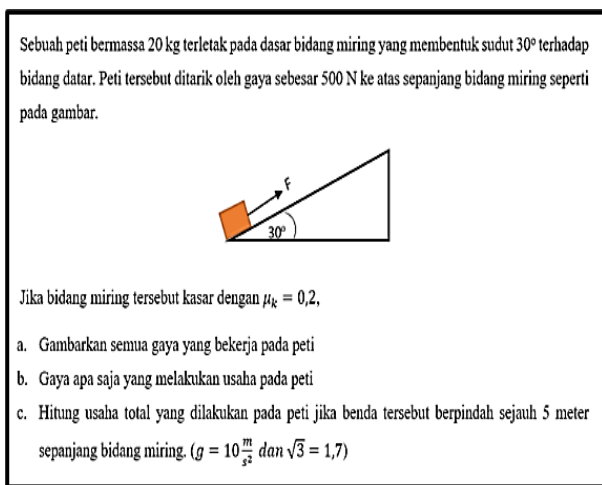 Sebuah peti bermassa 20 kg terletak pada dasar bidang miring yang membentuk sudut 30° terhadap
bidang datar. Peti tersebut ditarik oleh gaya sebesar 500 N ke atas sepanjang bidang miring seperti
pada gambar.
F
30°
Jika bidang miring tersebut kasar dengan μₖ = 0,2,
a. Gambarkan semua gaya yang bekerja pada peti
b. Gaya apa saja yang melakukan usaha pada peti
c. Hitung usaha total yang dilakukan pada peti jika benda tersebut berpindah sejauh 5 meter
sepanjang bidang miring. (g = 10 m/s² dan √3 = 1,7)